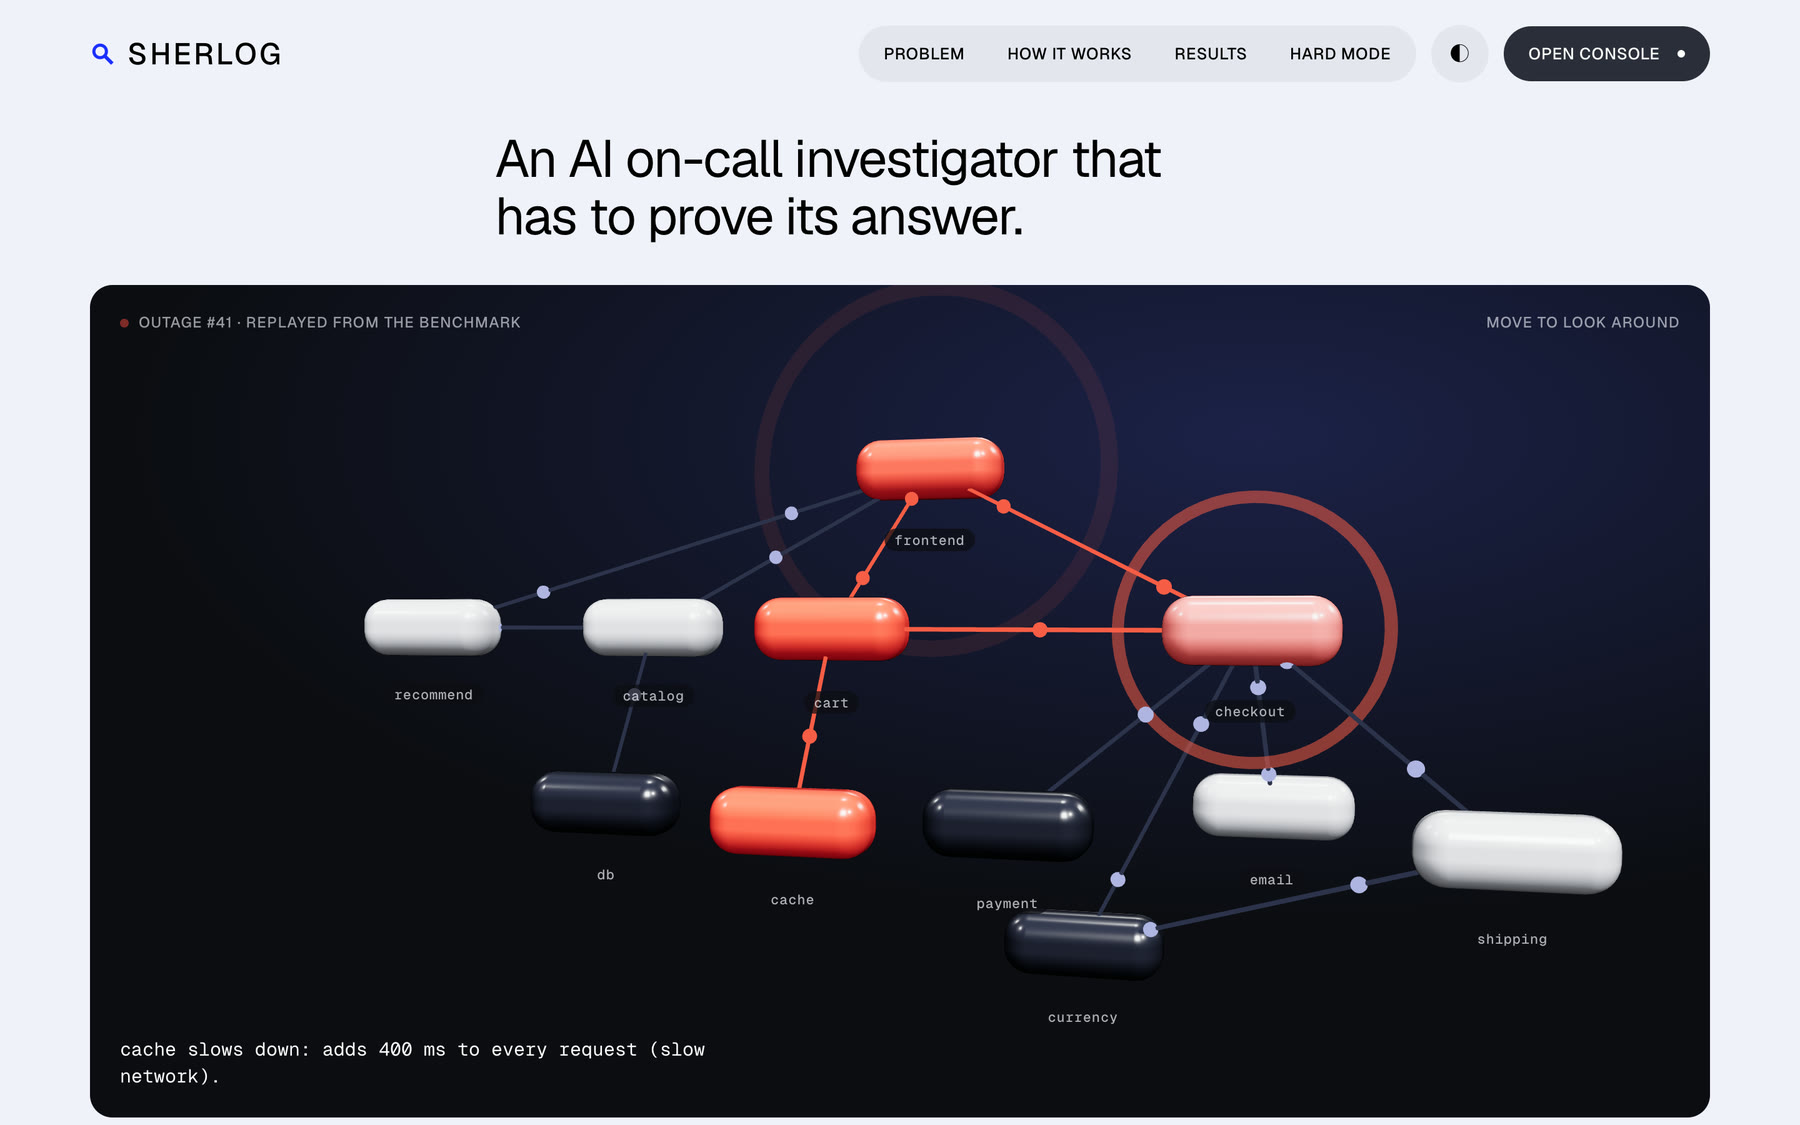 SHERLOG
PROBLEM
HOW IT WORKS
RESULTS
HARD MODE
OPEN CONSOLE
An AI on-call investigator that
has to prove its answer.
OUTAGE #41 · REPLAYED FROM THE BENCHMARK
MOVE TO LOOK AROUND
frontend
recommend
catalog
cart
checkout
db
cache
payment
email
shipping
currency
cache slows down: adds 400 ms to every request (slow
network).